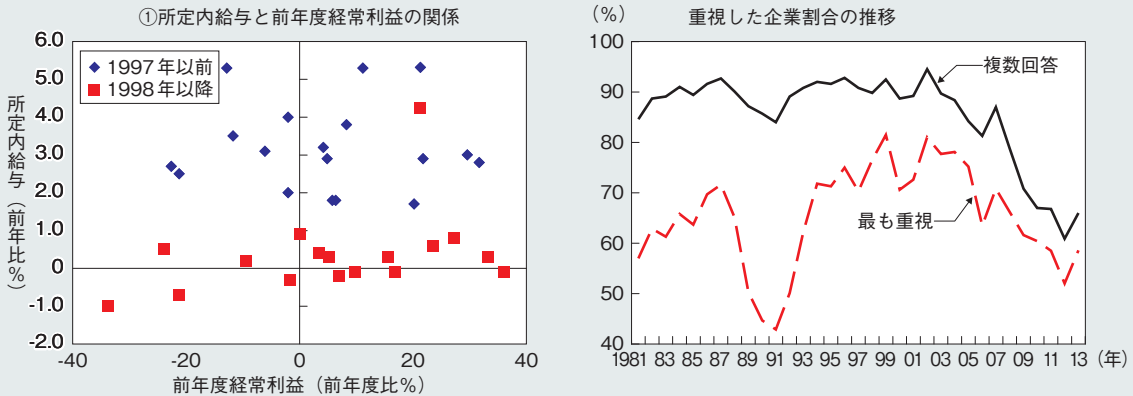 ①所定内給与と前年度経常利益の関係
所定内給与（前年比％）
6.0
5.0
4.0
3.0
2.0
1.0
0
-1.0
-2.0
◆ 1997年以前
■ 1998年以降
-40 -20 0 20 40
前年度経常利益（前年度比％）
(％) 重視した企業割合の推移
100
90
80
70
60
50
40
複数回答
最も重視
1981 83 85 87 89 91 93 95 97 99 01 03 05 07 09 11 13 (年)